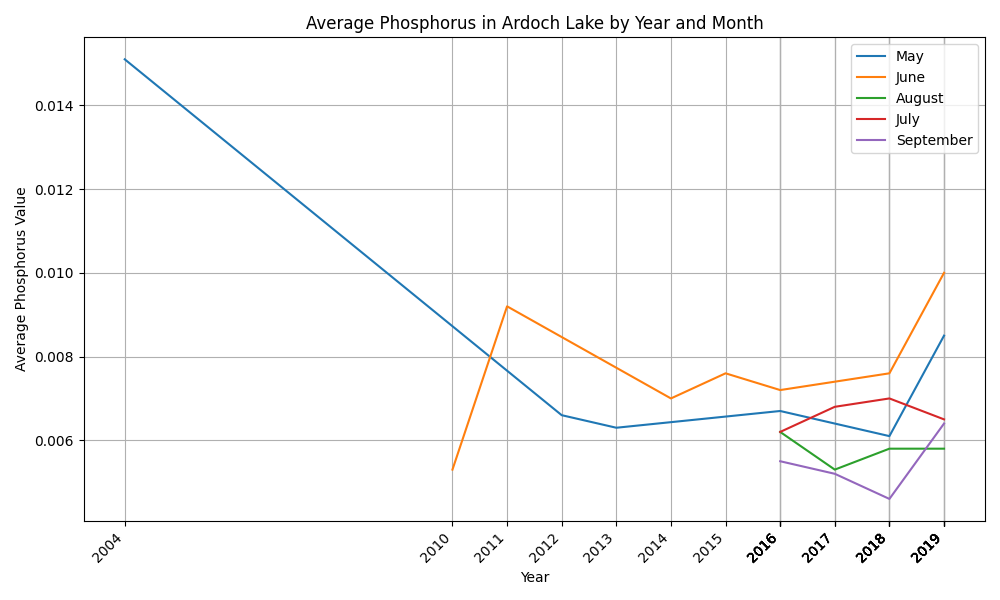 Average Phosphorus in Ardoch Lake by Year and Month
May
June
August
July
September
0.014
0.012
0.010
0.008
0.006
Average Phosphorus Value
2004
2010
2011
2012
2013
2014
2015
2016
2017
2018
2019
Year